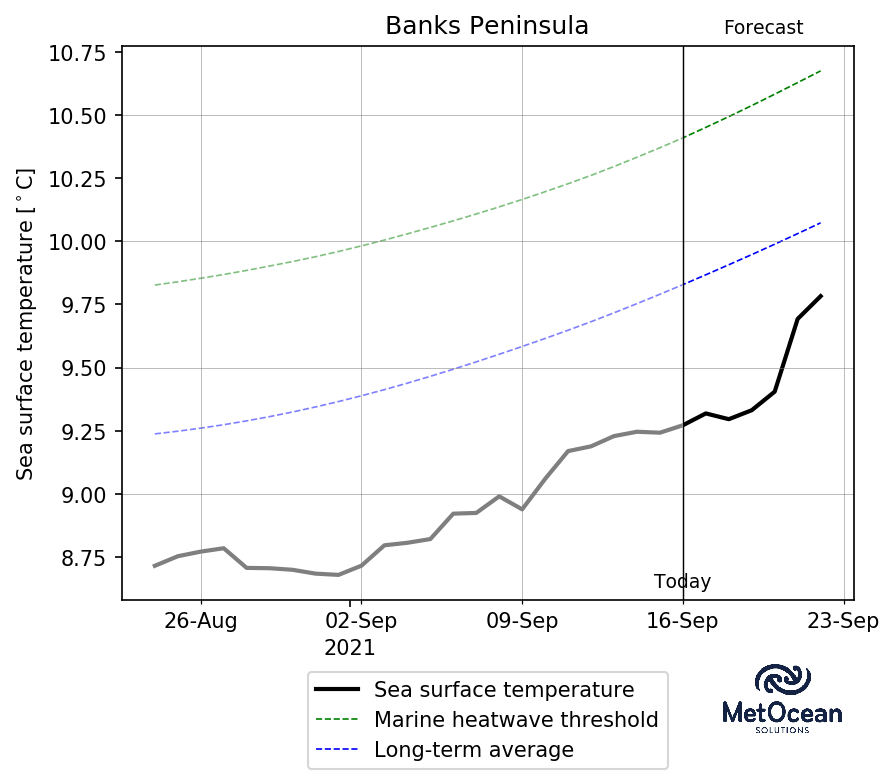 Banks Peninsula
Forecast
Sea surface temperature [°C]
10.75
10.50
10.25
10.00
9.75
9.50
9.25
9.00
8.75
Today
26-Aug 02-Sep 09-Sep 16-Sep 23-Sep
2021
Sea surface temperature
Marine heatwave threshold
Long-term average
MetOcean
SOLUTIONS